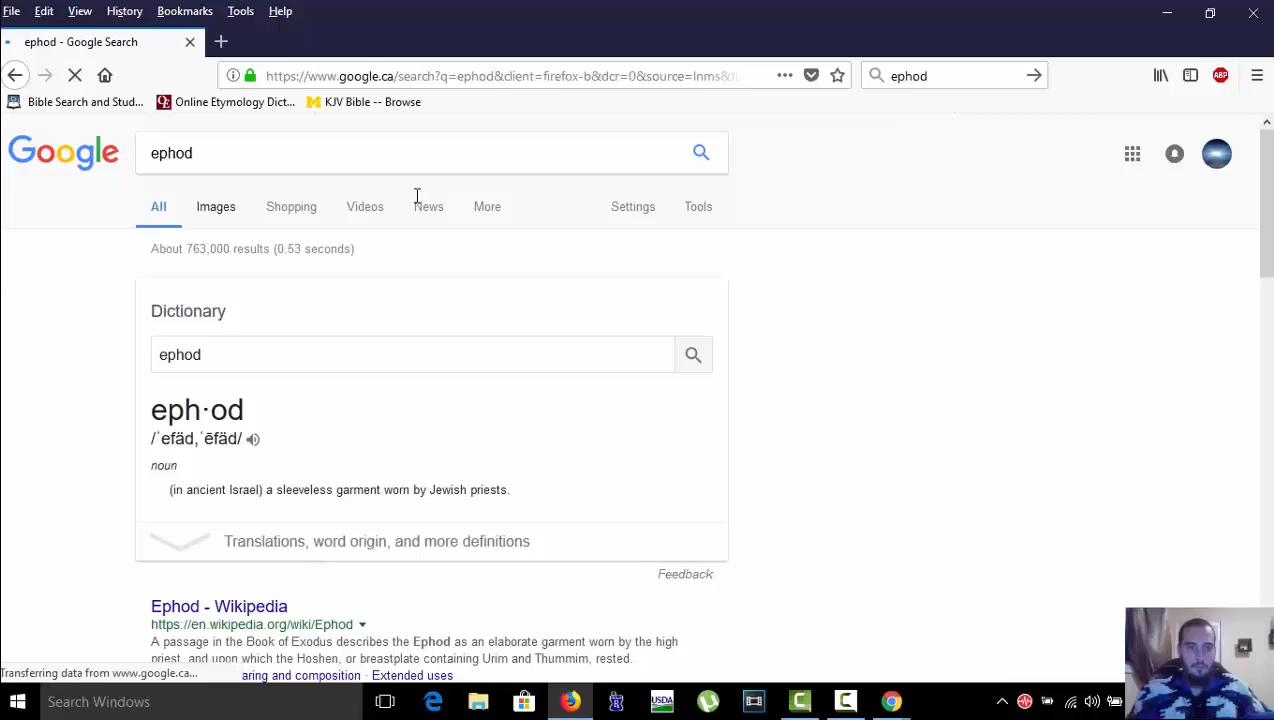 File Edit View History Bookmarks Tools Help
ephod - Google Search
https://www.google.ca/search?q=ephod&client=firefox-b&dcr=0&source=lnms&
ephod
ABP
Bible Search and Stud...
Online Etymology Dict...
KJV Bible -- Browse
Google
ephod
All Images Shopping Videos News More Settings Tools
About 763,000 results (0.53 seconds)
Dictionary
ephod
eph·od
/ˈefäd,ˈēfäd/
noun
(in ancient Israel) a sleeveless garment worn by Jewish priests.
Translations, word origin, and more definitions
Feedback
Ephod - Wikipedia
https://en.wikipedia.org/wiki/Ephod
A passage in the Book of Exodus describes the Ephod as an elaborate garment worn by the high
priest, and upon which the Hoshen, or breastplate containing Urim and Thummim, rested.
Transferring data from www.google.ca...
aring and composition · Extended uses
Search Windows
USDA